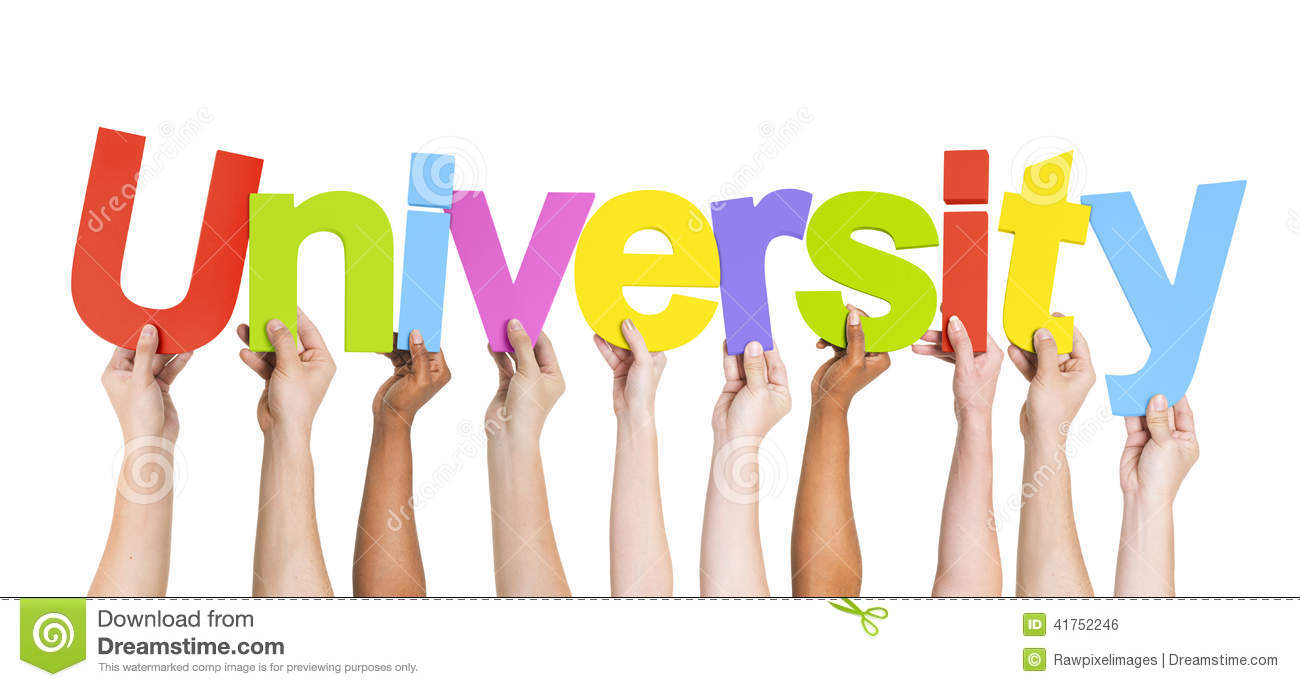 University
dreamstime
Download from
Dreamstime.com
This watermarked comp image is for previewing purposes only.
ID 41752246
© Rawpixelimages | Dreamstime.com